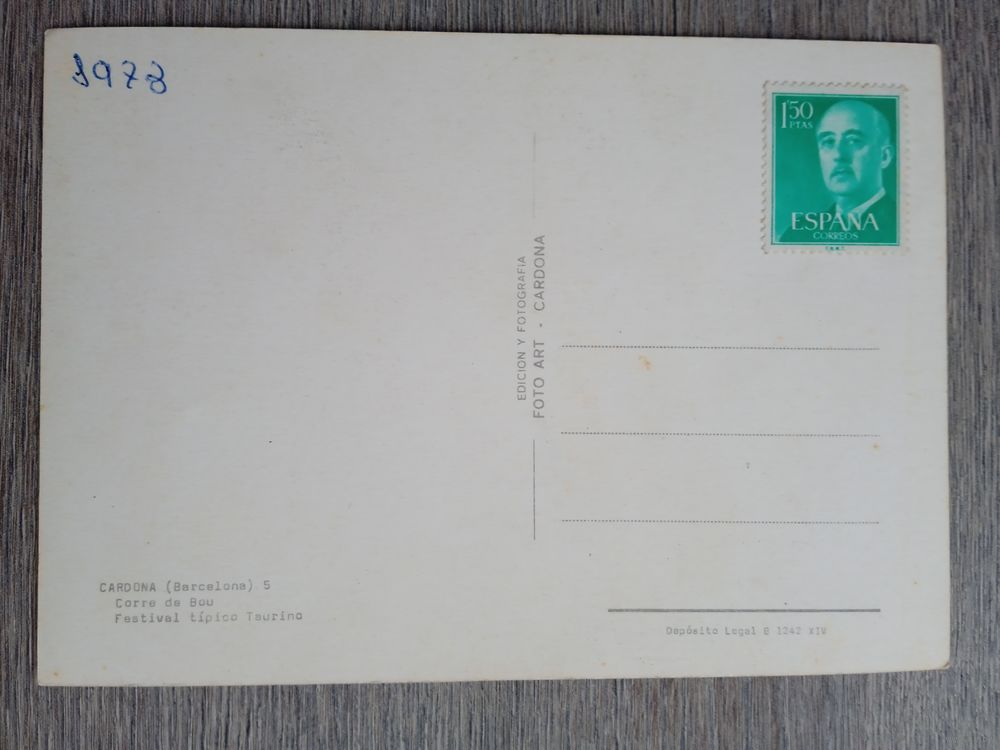 1978
1'50
PTAS
ESPAÑA
CORREOS
EDICION Y FOTOGRAFIA
FOTO ART - CARDONA
CARDONA (Barcelona) 5
Corre de Bou
Festival típico Taurino
Depósito Legal B 1242 XIV